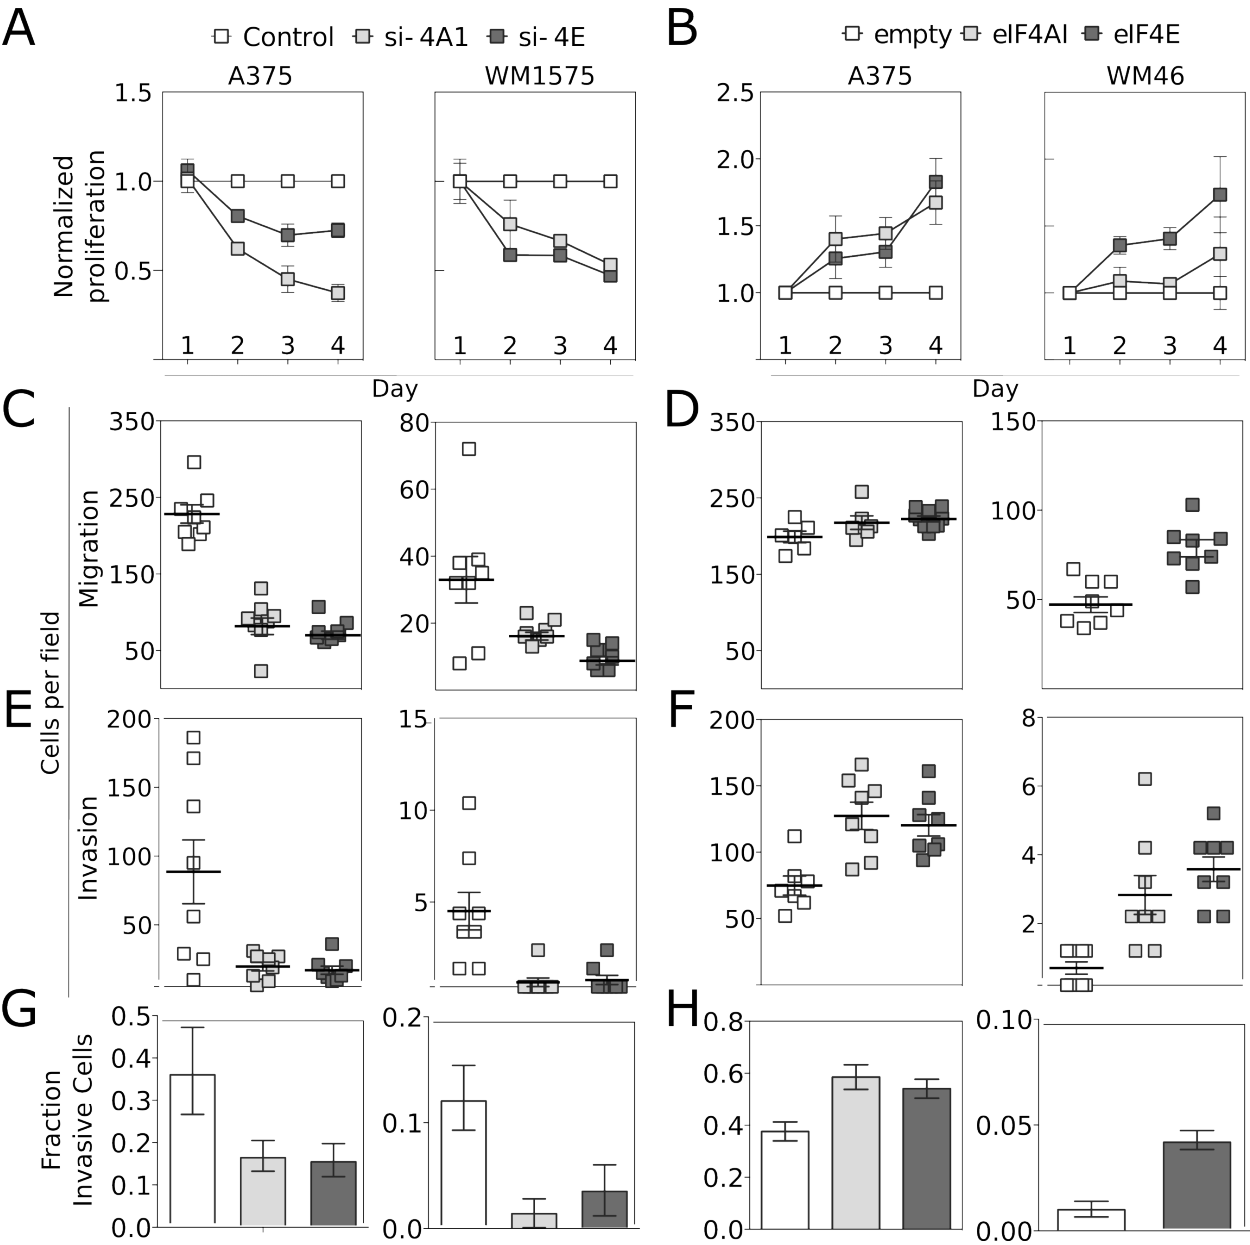 A
Control si-4A1 si-4E
B
empty eIF4AI eIF4E
A375 WM1575 A375 WM46
Normalized
proliferation
1.5
1.0
0.5
2.5
2.0
1.5
1.0
1 2 3 4 1 2 3 4 1 2 3 4 1 2 3 4
Day Day
Cells per field
C
Migration
350
250
150
50
80
60
40
20
D
350
250
150
50
150
100
50
E
Invasion
200
150
100
50
15
10
5
F
200
150
100
50
8
6
4
2
G
Fraction
Invasive Cells
0.5
0.4
0.3
0.2
0.1
0.0
0.2
0.1
0.0
H
0.8
0.6
0.4
0.2
0.0
0.10
0.05
0.00